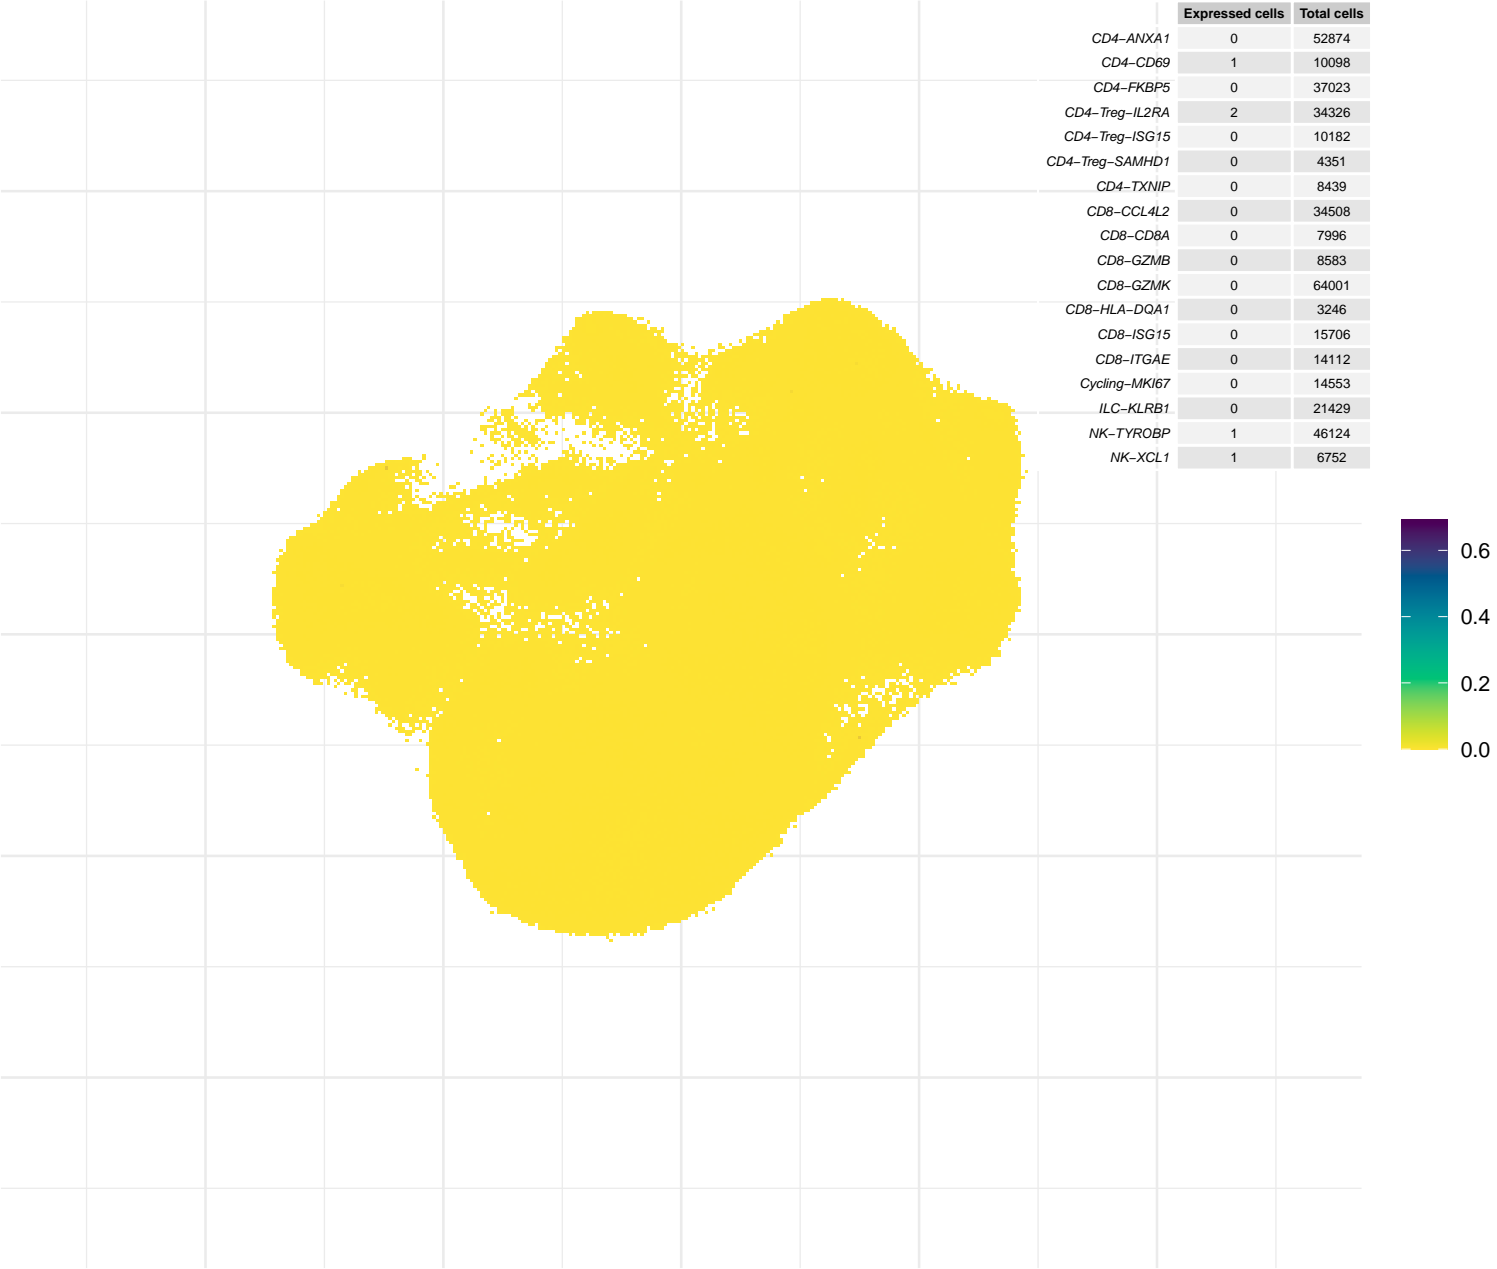 Expressed cells Total cells
CD4−ANXA1 0 52874
CD4−CD69 1 10098
CD4−FKBP5 0 37023
CD4−Treg−IL2RA 2 34326
CD4−Treg−ISG15 0 10182
CD4−Treg−SAMHD1 0 4351
CD4−TXNIP 0 8439
CD8−CCL4L2 0 34508
CD8−CD8A 0 7996
CD8−GZMB 0 8583
CD8−GZMK 0 64001
CD8−HLA−DQA1 0 3246
CD8−ISG15 0 15706
CD8−ITGAE 0 14112
Cycling−MKI67 0 14553
ILC−KLRB1 0 21429
NK−TYROBP 1 46124
NK−XCL1 1 6752
0.6
0.4
0.2
0.0